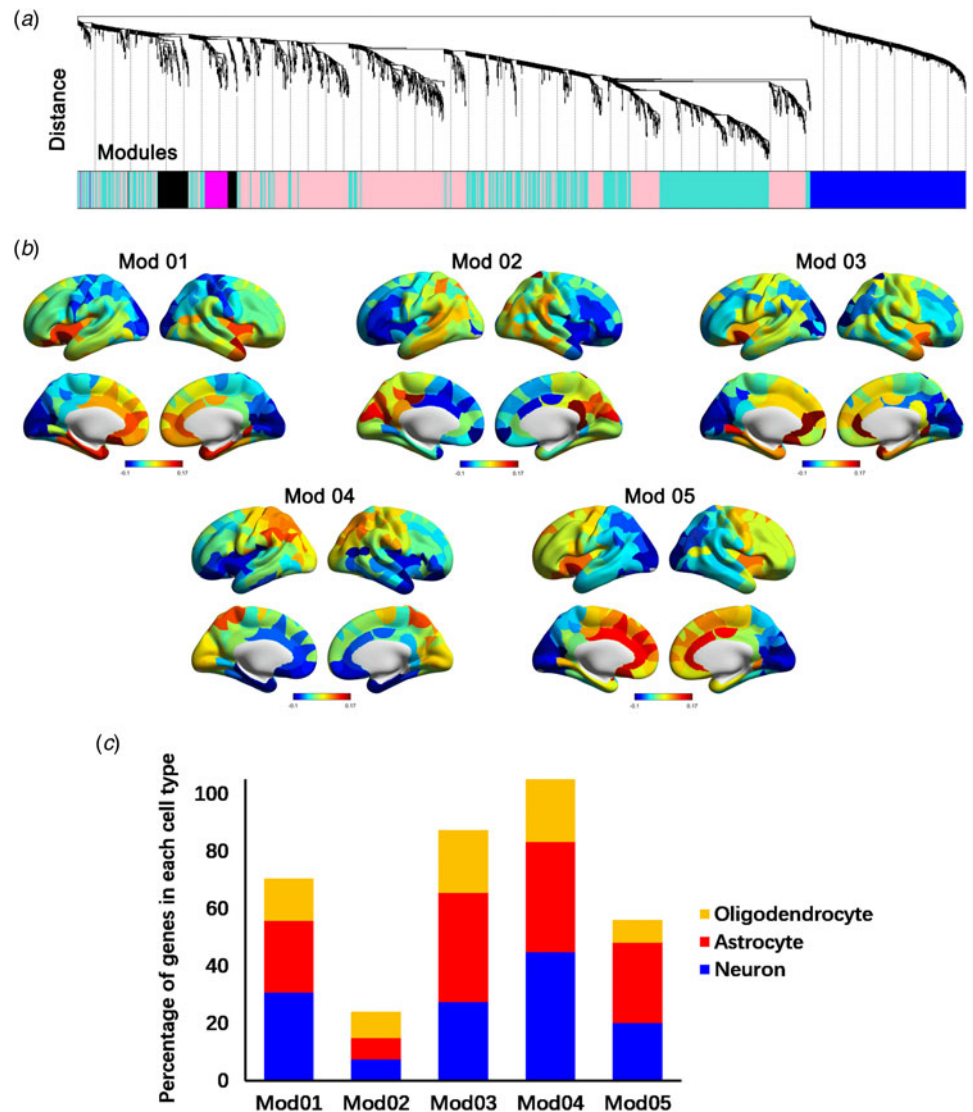 (a)
Distance
Modules
(b)
Mod 01
Mod 02
Mod 03
-0.1 0.17
-0.1 0.17
-0.1 0.17
Mod 04
Mod 05
-0.1 0.17
-0.1 0.17
(c)
Percentage of genes in each cell type
100
80
60
40
20
0
Mod01 Mod02 Mod03 Mod04 Mod05
Oligodendrocyte
Astrocyte
Neuron